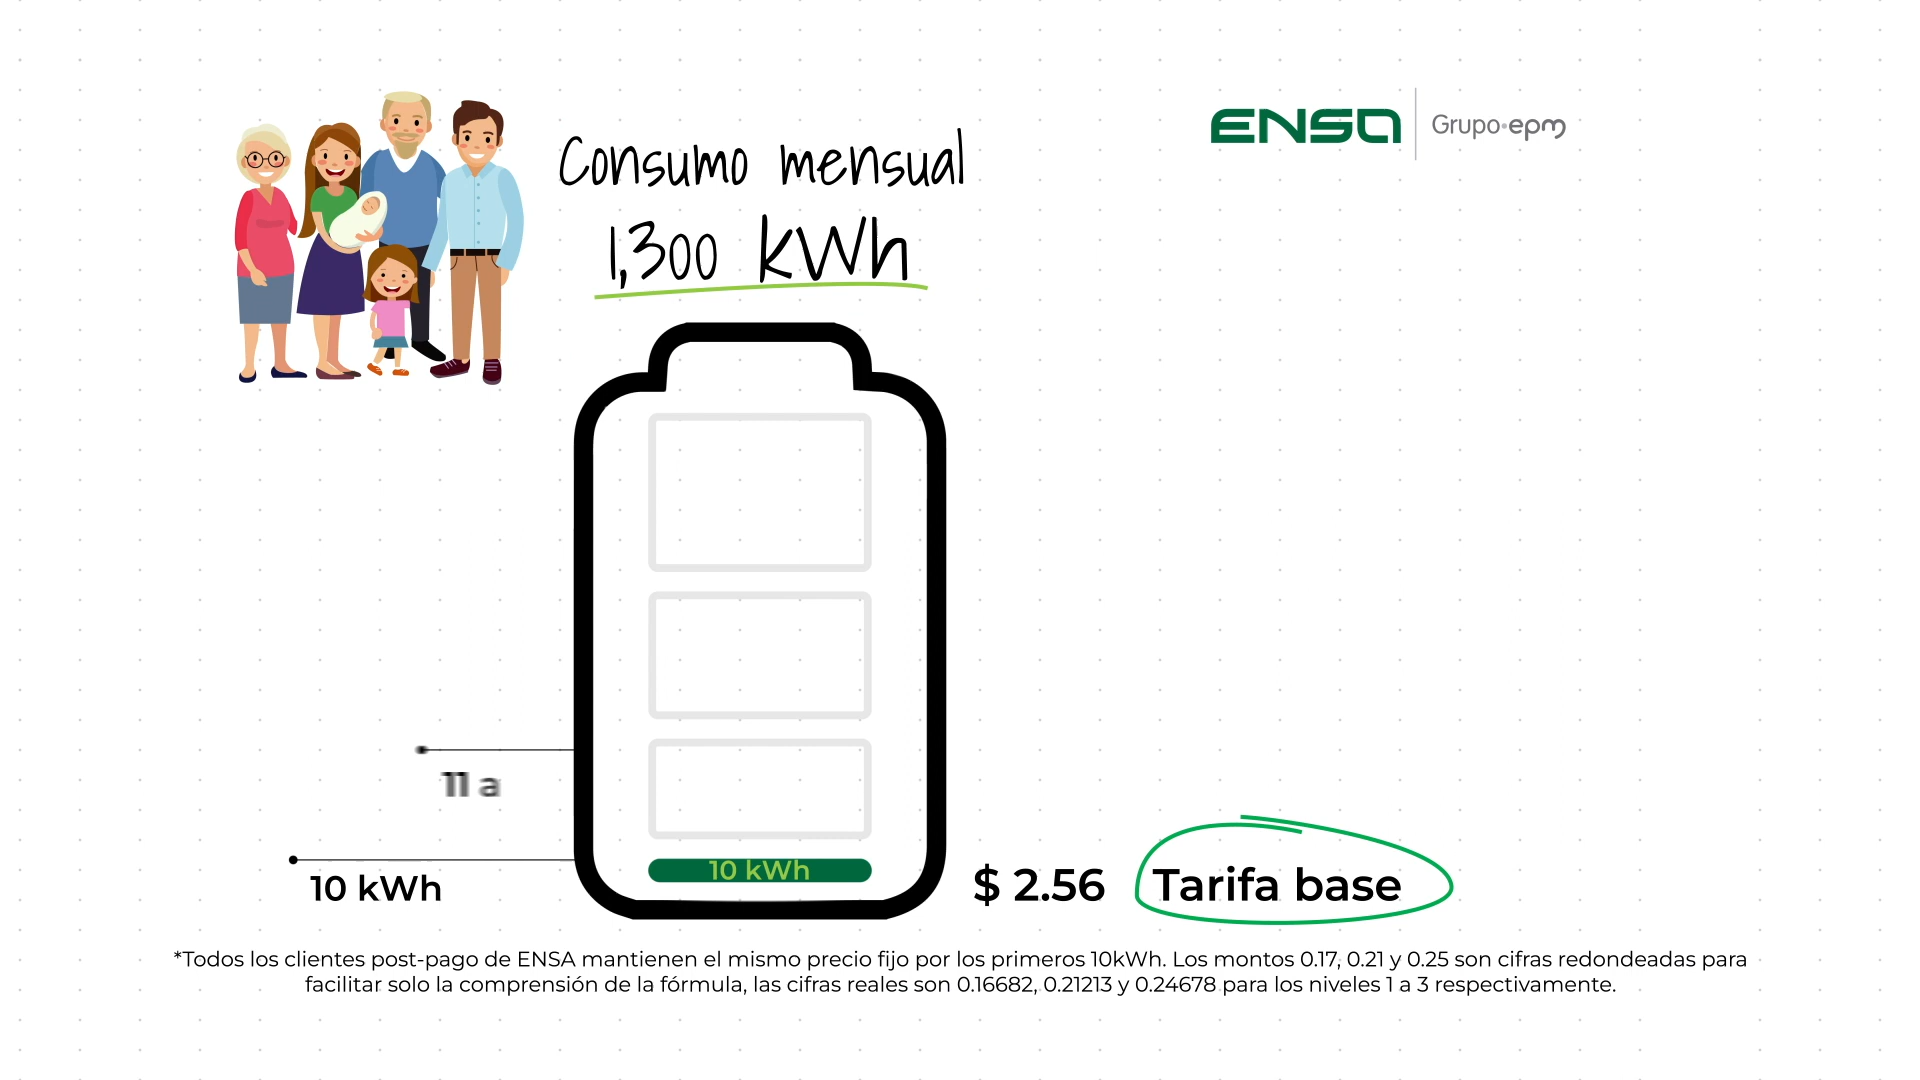 ENSA Grupo·epm
Consumo mensual
1,300 kWh
11 a
10 kWh
10 kWh
$ 2.56 Tarifa base
*Todos los clientes post-pago de ENSA mantienen el mismo precio fijo por los primeros 10kWh. Los montos 0.17, 0.21 y 0.25 son cifras redondeadas para
facilitar solo la comprensión de la fórmula, las cifras reales son 0.16682, 0.21213 y 0.24678 para los niveles 1 a 3 respectivamente.